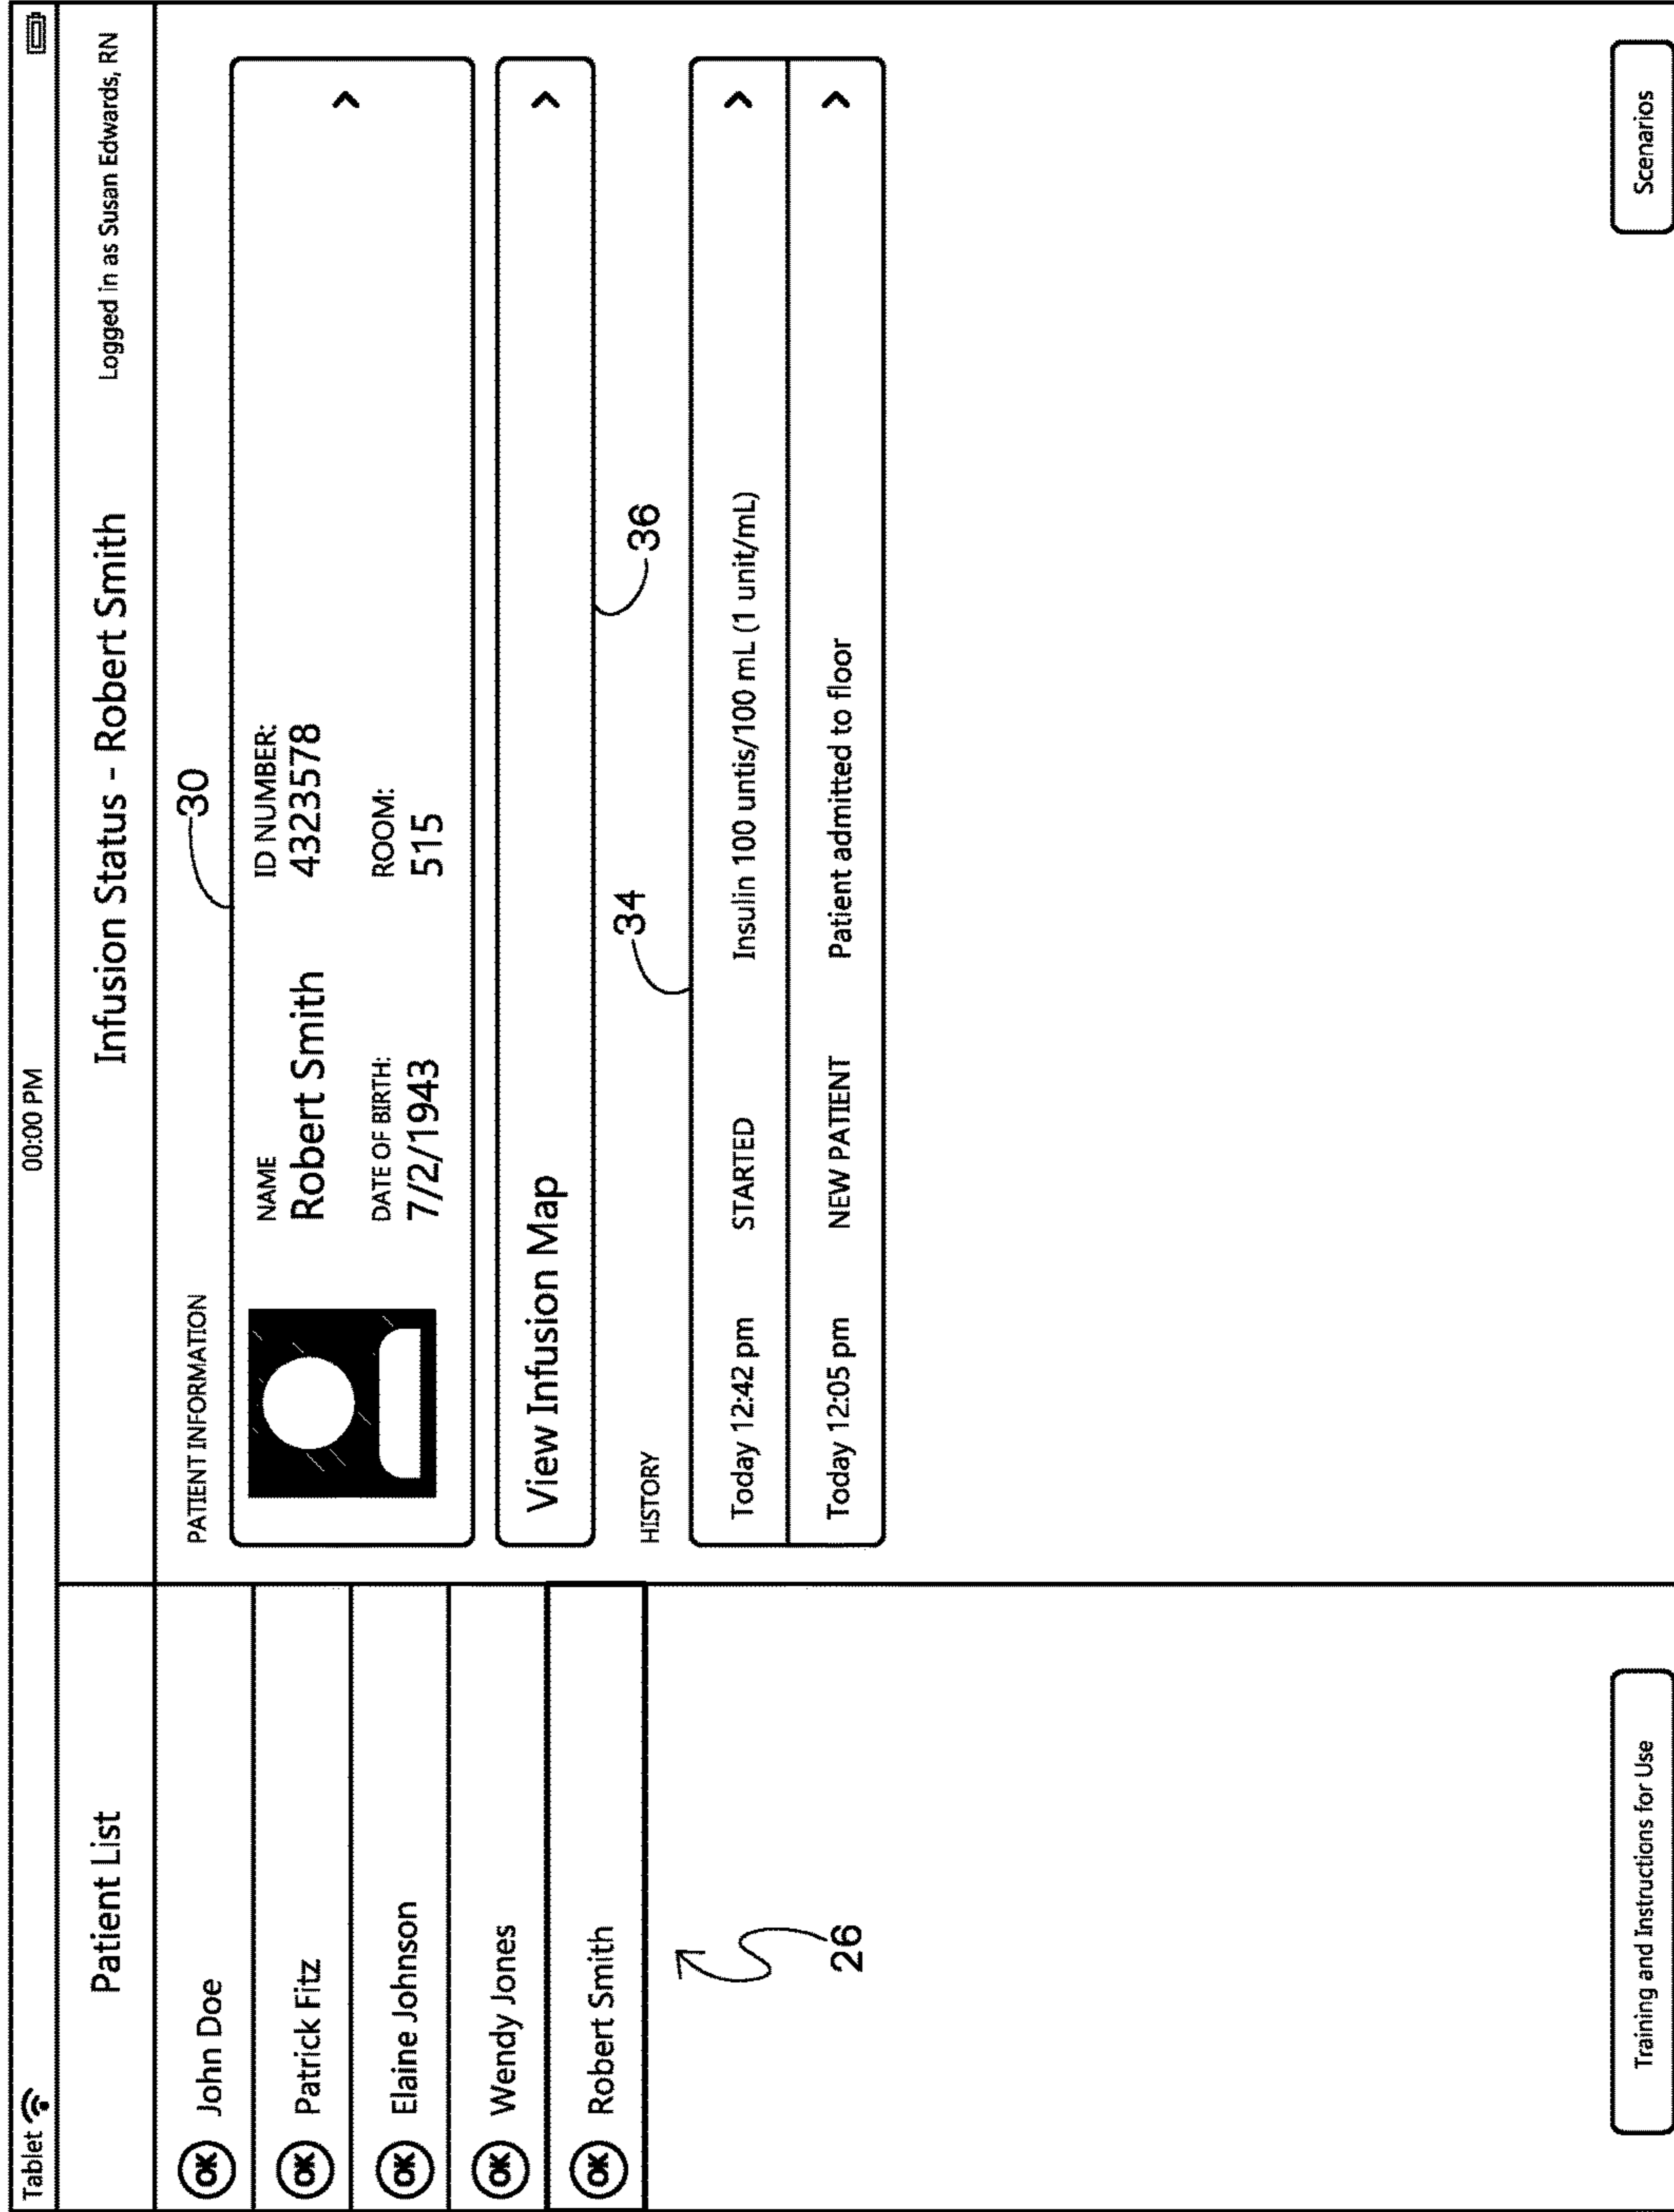 Tablet
00:00 PM
Patient List
Infusion Status - Robert Smith
Logged in as Susan Edwards, RN
OK John Doe
OK Patrick Fitz
OK Elaine Johnson
OK Wendy Jones
OK Robert Smith
26
Training and Instructions for Use
PATIENT INFORMATION
30
NAME
Robert Smith
ID NUMBER:
4323578
DATE OF BIRTH:
7/2/1943
ROOM:
515
View Infusion Map
36
HISTORY
34
Today 12:42 pm STARTED Insulin 100 untis/100 mL (1 unit/mL)
Today 12:05 pm NEW PATIENT Patient admitted to floor
Scenarios